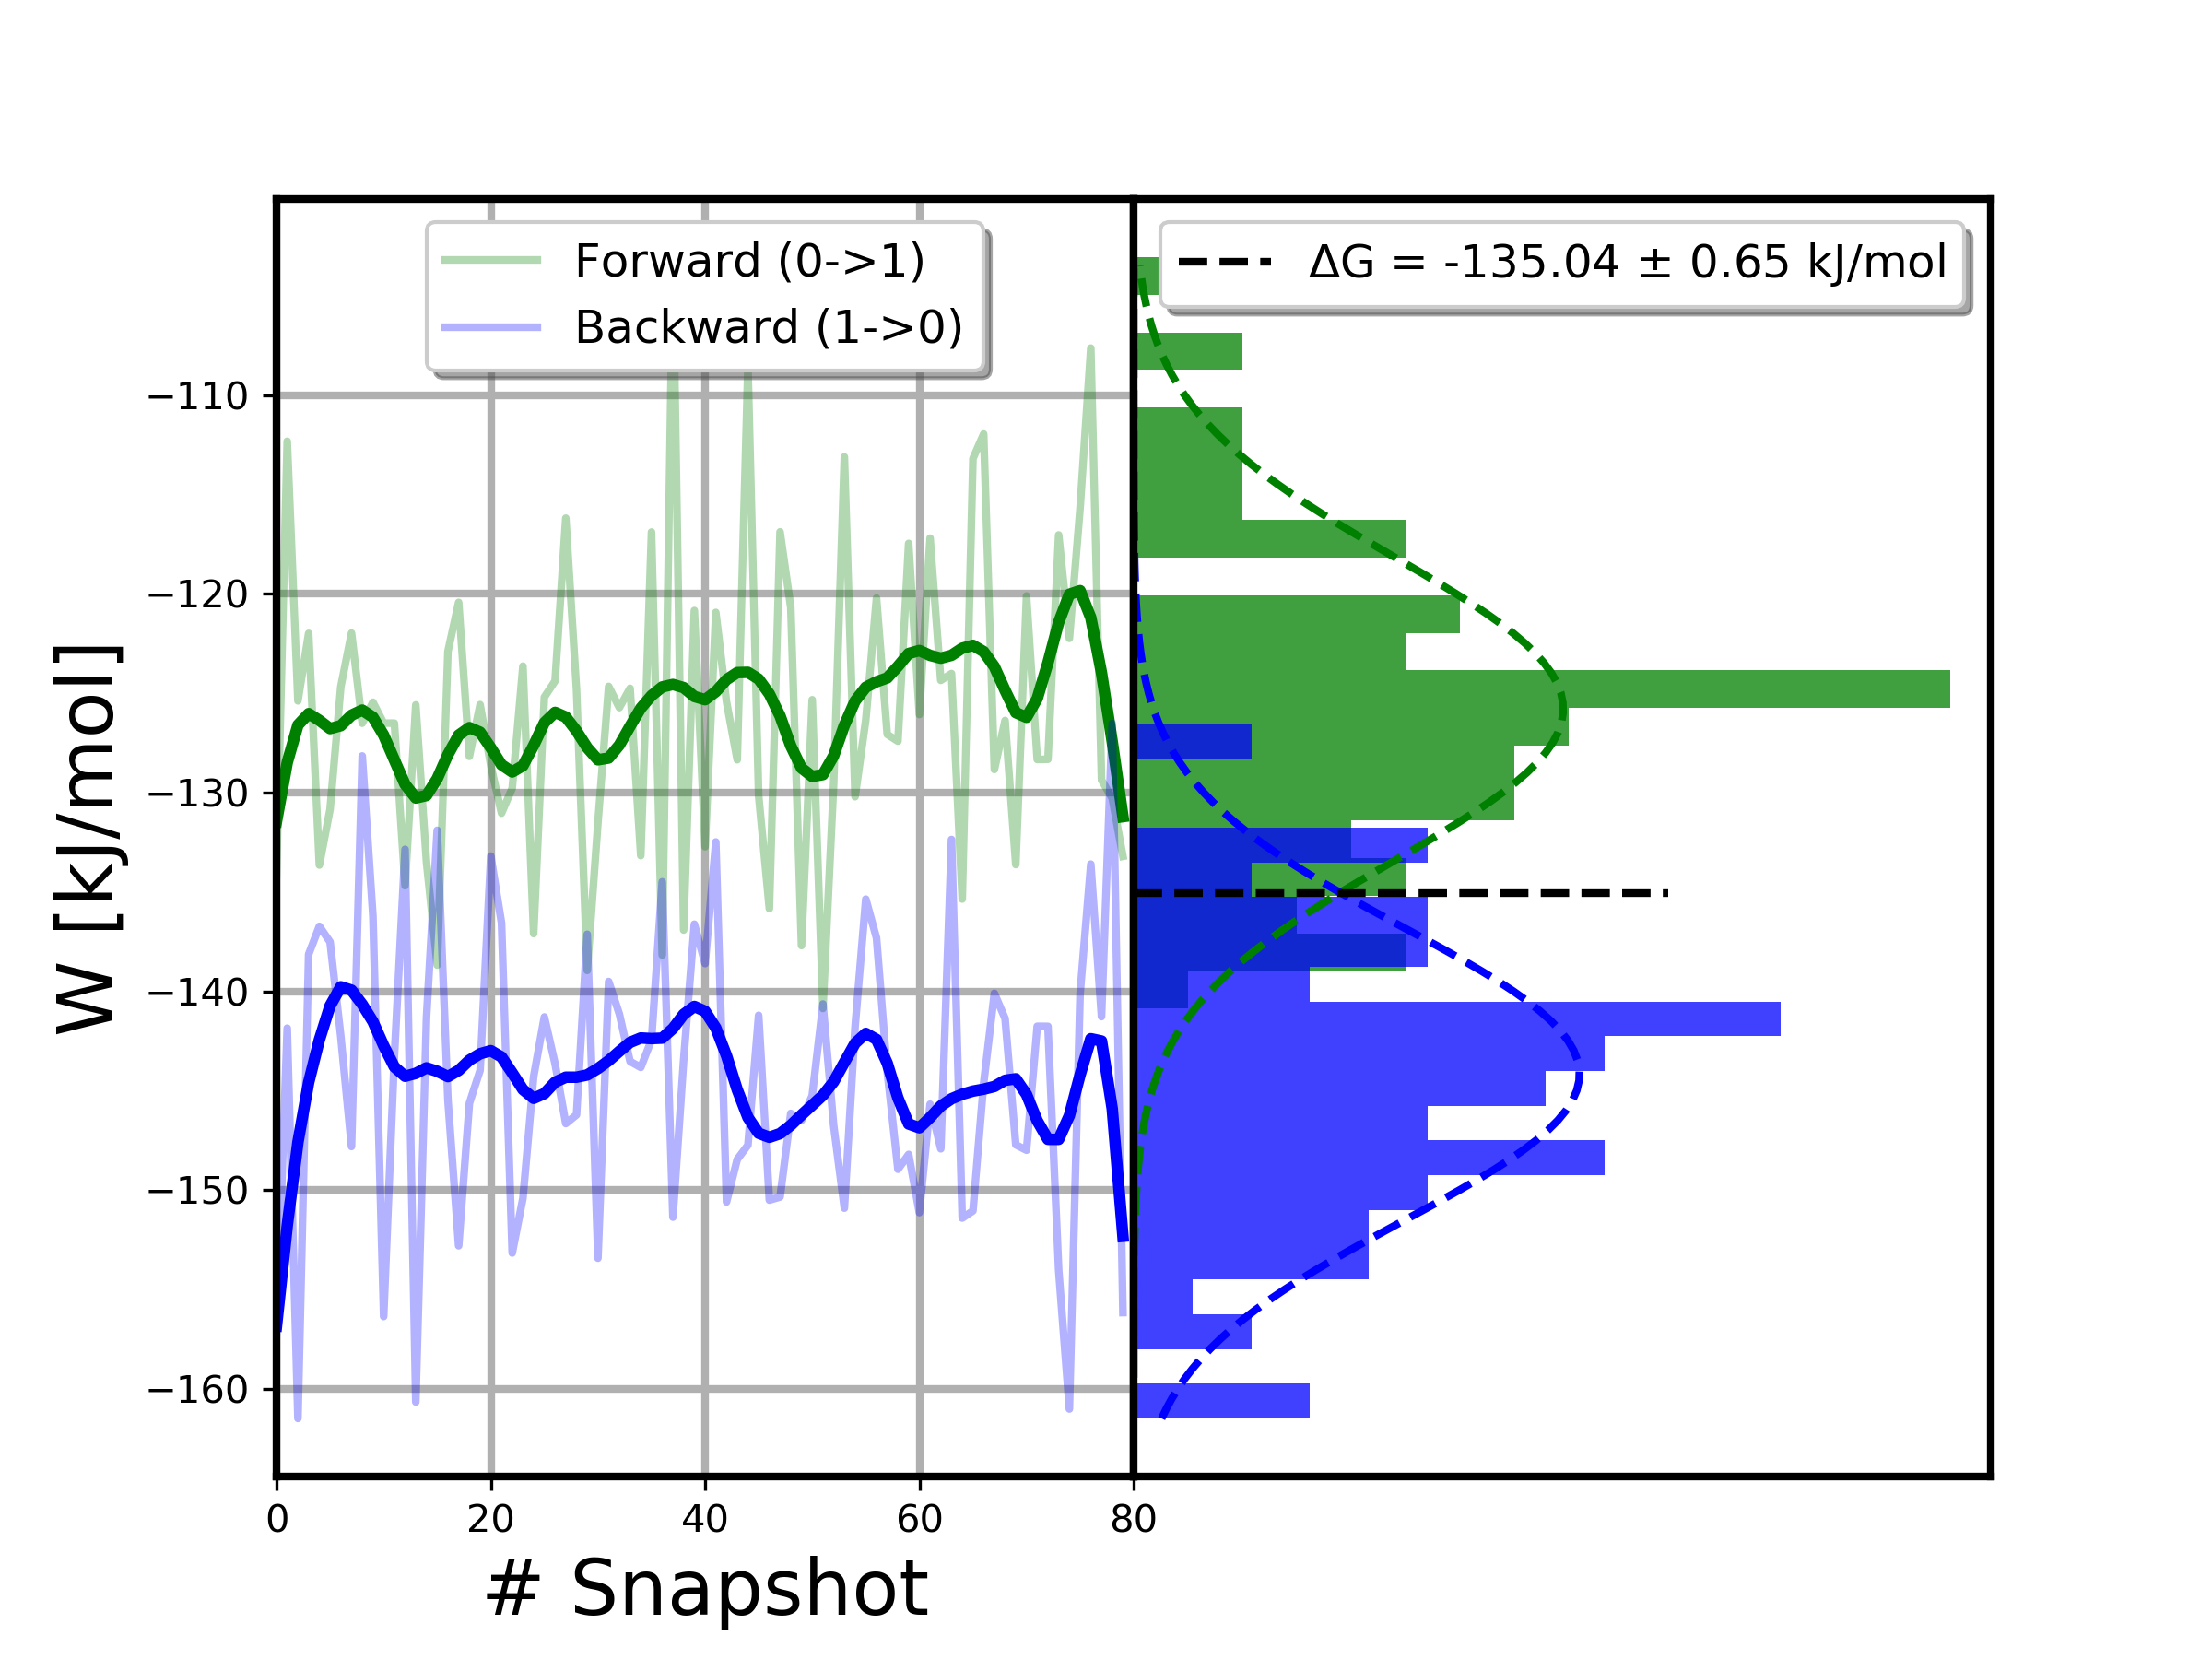 Forward (0->1)
Backward (1->0)
ΔG = -135.04 ± 0.65 kJ/mol
W [kJ/mol]
−110
−120
−130
−140
−150
−160
0 20 40 60 80
# Snapshot